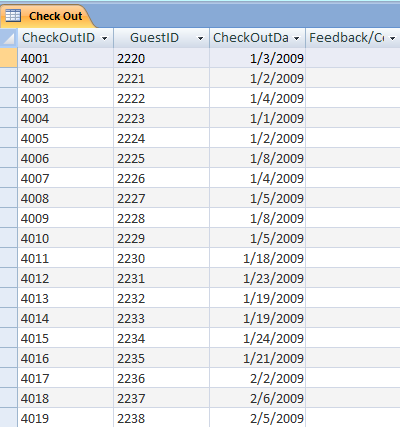 Check Out
CheckOutID GuestID CheckOutDa Feedback/Co
4001 2220 1/3/2009
4002 2221 1/2/2009
4003 2222 1/4/2009
4004 2223 1/1/2009
4005 2224 1/2/2009
4006 2225 1/8/2009
4007 2226 1/4/2009
4008 2227 1/5/2009
4009 2228 1/8/2009
4010 2229 1/5/2009
4011 2230 1/18/2009
4012 2231 1/23/2009
4013 2232 1/19/2009
4014 2233 1/19/2009
4015 2234 1/24/2009
4016 2235 1/21/2009
4017 2236 2/2/2009
4018 2237 2/6/2009
4019 2238 2/5/2009